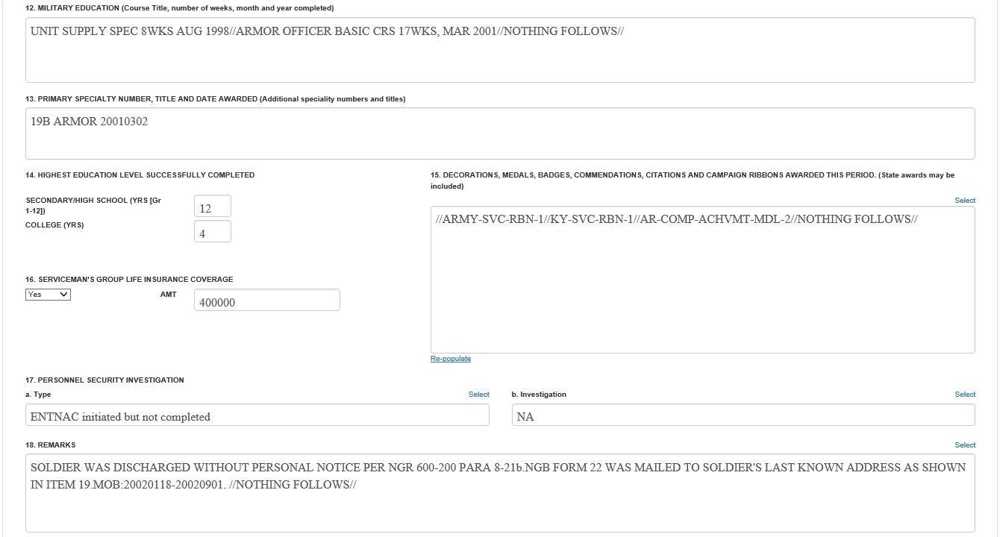 12. MILITARY EDUCATION (Course Title, number of weeks, month and year completed)
UNIT SUPPLY SPEC 8WKS AUG 1998//ARMOR OFFICER BASIC CRS 17WKS, MAR 2001//NOTHING FOLLOWS//
13. PRIMARY SPECIALTY NUMBER, TITLE AND DATE AWARDED (Additional speciality numbers and titles)
19B ARMOR 20010302
14. HIGHEST EDUCATION LEVEL SUCCESSFULLY COMPLETED
SECONDARY/HIGH SCHOOL (YRS [Gr
1-12])
12
COLLEGE (YRS)
4
15. DECORATIONS, MEDALS, BADGES, COMMENDATIONS, CITATIONS AND CAMPAIGN RIBBONS AWARDED THIS PERIOD. (State awards may be
included)
Select
//ARMY-SVC-RBN-1//KY-SVC-RBN-1//AR-COMP-ACHVMT-MDL-2//NOTHING FOLLOWS//
Re-populate
16. SERVICEMAN'S GROUP LIFE INSURANCE COVERAGE
Yes
AMT
400000
17. PERSONNEL SECURITY INVESTIGATION
a. Type
Select
ENTNAC initiated but not completed
b. Investigation
Select
NA
18. REMARKS
Select
SOLDIER WAS DISCHARGED WITHOUT PERSONAL NOTICE PER NGR 600-200 PARA 8-21b.NGB FORM 22 WAS MAILED TO SOLDIER'S LAST KNOWN ADDRESS AS SHOWN
IN ITEM 19.MOB:20020118-20020901. //NOTHING FOLLOWS//